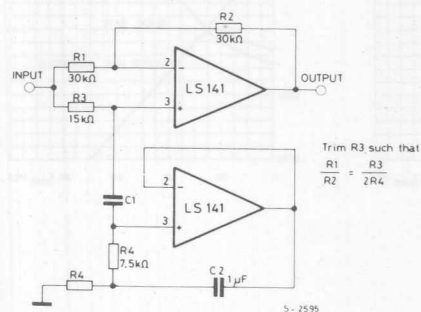 R2
30kΩ
R1
30kΩ
INPUT
R3
15kΩ
2
3
LS 141
OUTPUT
Trim R3 such that
R1/R2 = R3/2R4
C1
2
3
LS 141
R4
7.5kΩ
R4
C2
1µF
5-2595